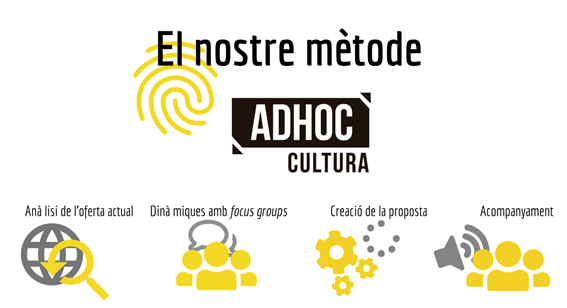 El nostre mètode
ADHOC
CULTURA
Anà lisi de l'oferta actual
Dinà miques amb focus groups
Creació de la proposta
Acompanyament